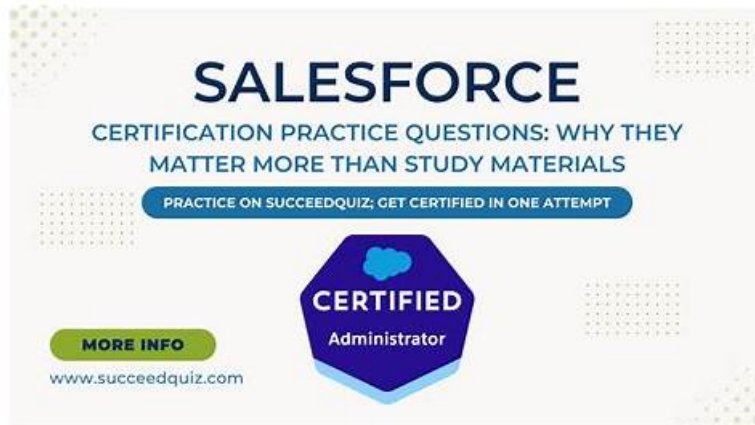 SALESFORCE
CERTIFICATION PRACTICE QUESTIONS: WHY THEY
MATTER MORE THAN STUDY MATERIALS
PRACTICE ON SUCCEEDQUIZ; GET CERTIFIED IN ONE ATTEMPT
CERTIFIED
Administrator
MORE INFO
www.succeedquiz.com